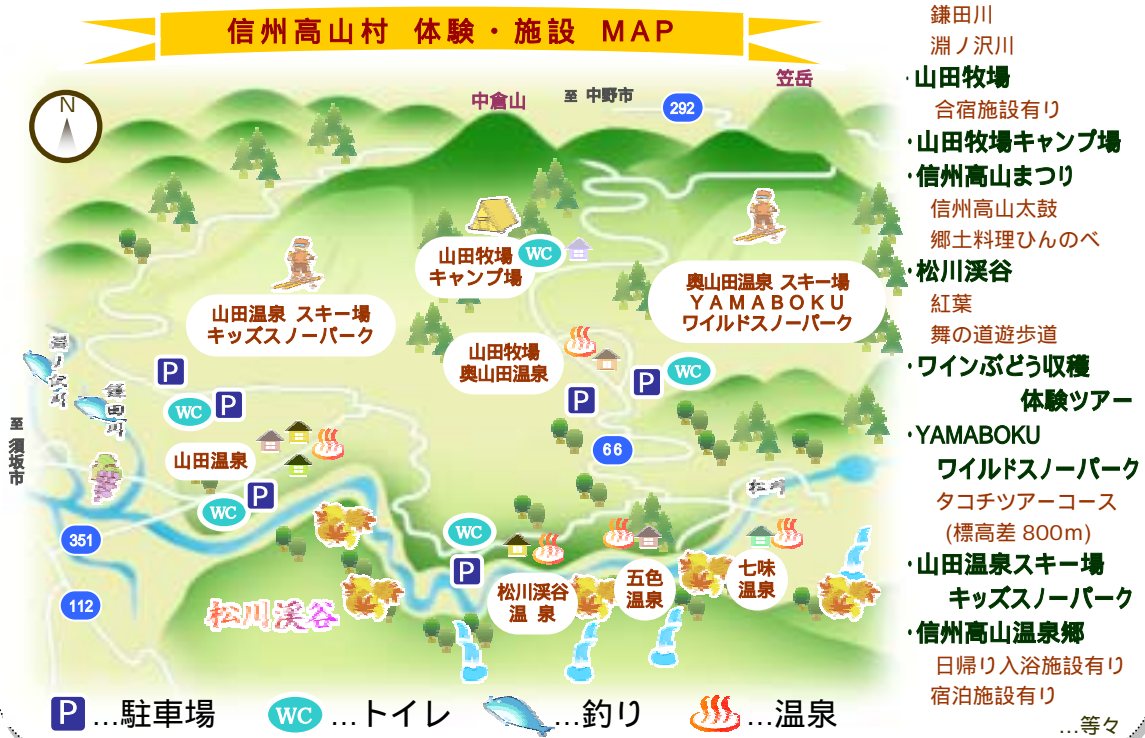 信州高山村 体験・施設 MAP
N
中倉山
至 中野市
292
笠岳
山田牧場
キャンプ場
WC
山田温泉 スキー場
キッズスノーパーク
奥山田温泉 スキー場
YAMABOKU
ワイルドスノーパーク
山田牧場
奥山田温泉
P
WC
P
P
WC
P
鎌田川
至 須坂市
山田温泉
66
P
WC
松川
351
WC
P
松川渓谷
温 泉
五色
温泉
七味
温泉
112
松川渓谷
P …駐車場
WC …トイレ
…釣り
…温泉
鎌田川
淵ノ沢川
・山田牧場
合宿施設有り
・山田牧場キャンプ場
・信州高山まつり
信州高山太鼓
郷土料理ひんのべ
・松川渓谷
紅葉
舞の道遊歩道
・ワインぶどう収穫
体験ツアー
・YAMABOKU
ワイルドスノーパーク
タコチツアーコース
(標高差 800m)
・山田温泉スキー場
キッズスノーパーク
・信州高山温泉郷
日帰り入浴施設有り
宿泊施設有り
…等々